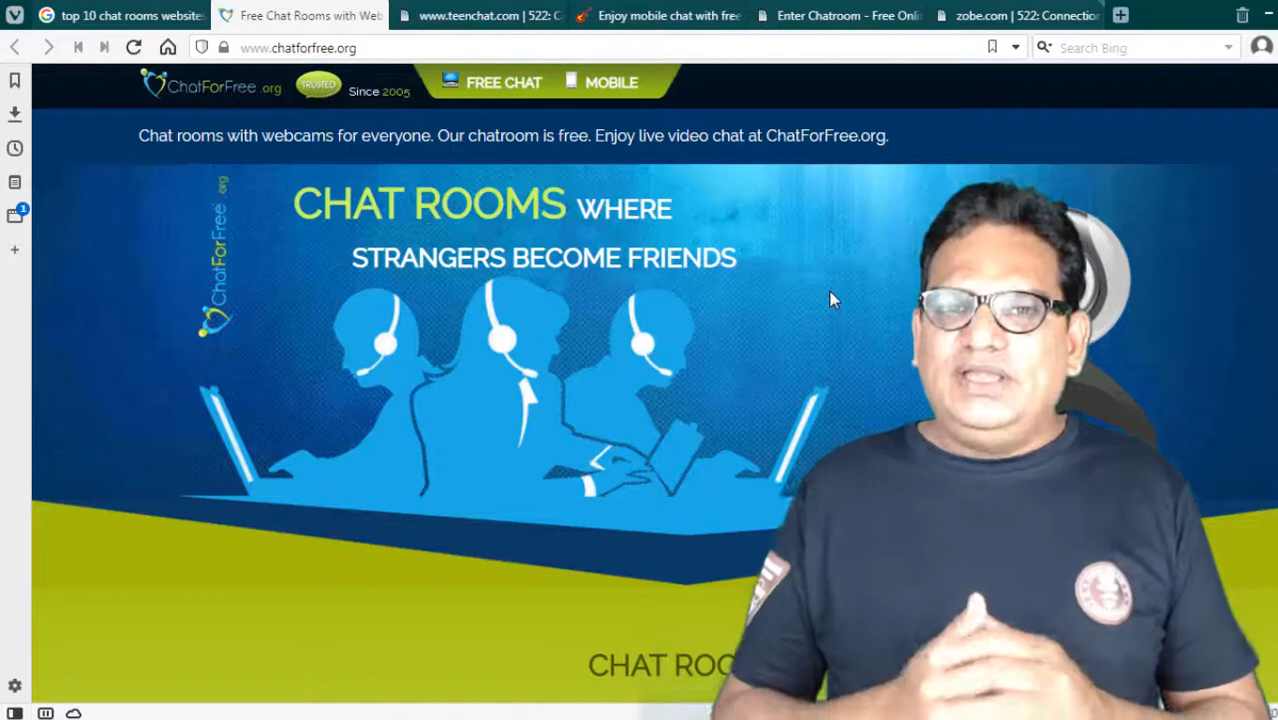 top 10 chat rooms websites
Free Chat Rooms with Web
www.teenchat.com | 522: C
Enjoy mobile chat with free
Enter Chatroom - Free Onli
zobe.com | 522: Connectio
www.chatforfree.org
Search Bing
ChatForFree.org
TRUSTED
Since 2005
FREE CHAT
MOBILE
Chat rooms with webcams for everyone. Our chatroom is free. Enjoy live video chat at ChatForFree.org.
ChatForFree.org
CHAT ROOMS WHERE
STRANGERS BECOME FRIENDS
1
CHAT ROO